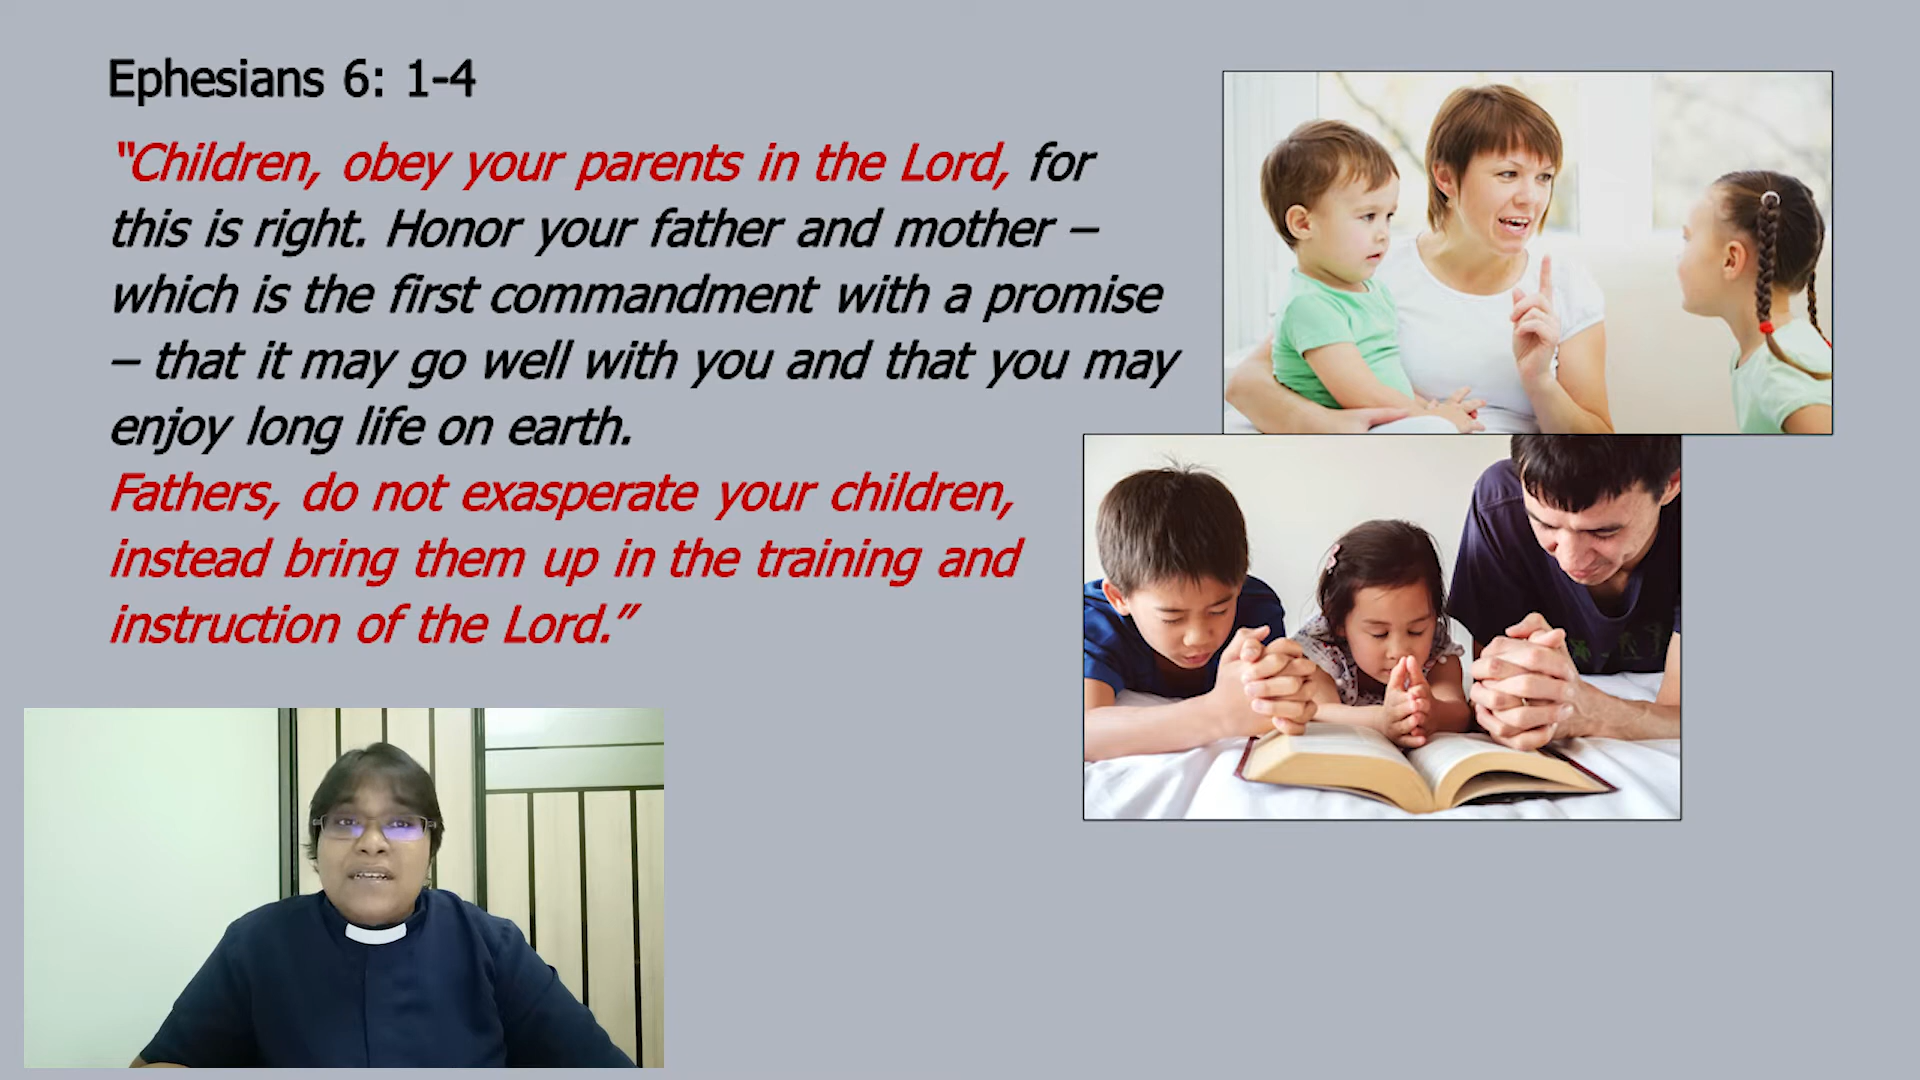 Ephesians 6: 1-4
“Children, obey your parents in the Lord, for
this is right. Honor your father and mother –
which is the first commandment with a promise
– that it may go well with you and that you may
enjoy long life on earth.
Fathers, do not exasperate your children,
instead bring them up in the training and
instruction of the Lord.”